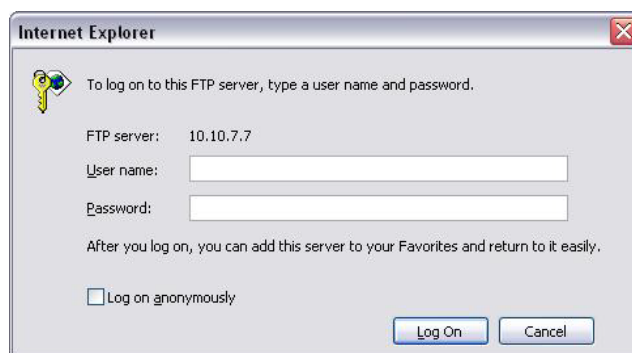 Internet Explorer
To log on to this FTP server, type a user name and password.
FTP server: 10.10.7.7
User name:
Password:
After you log on, you can add this server to your Favorites and return to it easily.
Log on anonymously
Log On Cancel